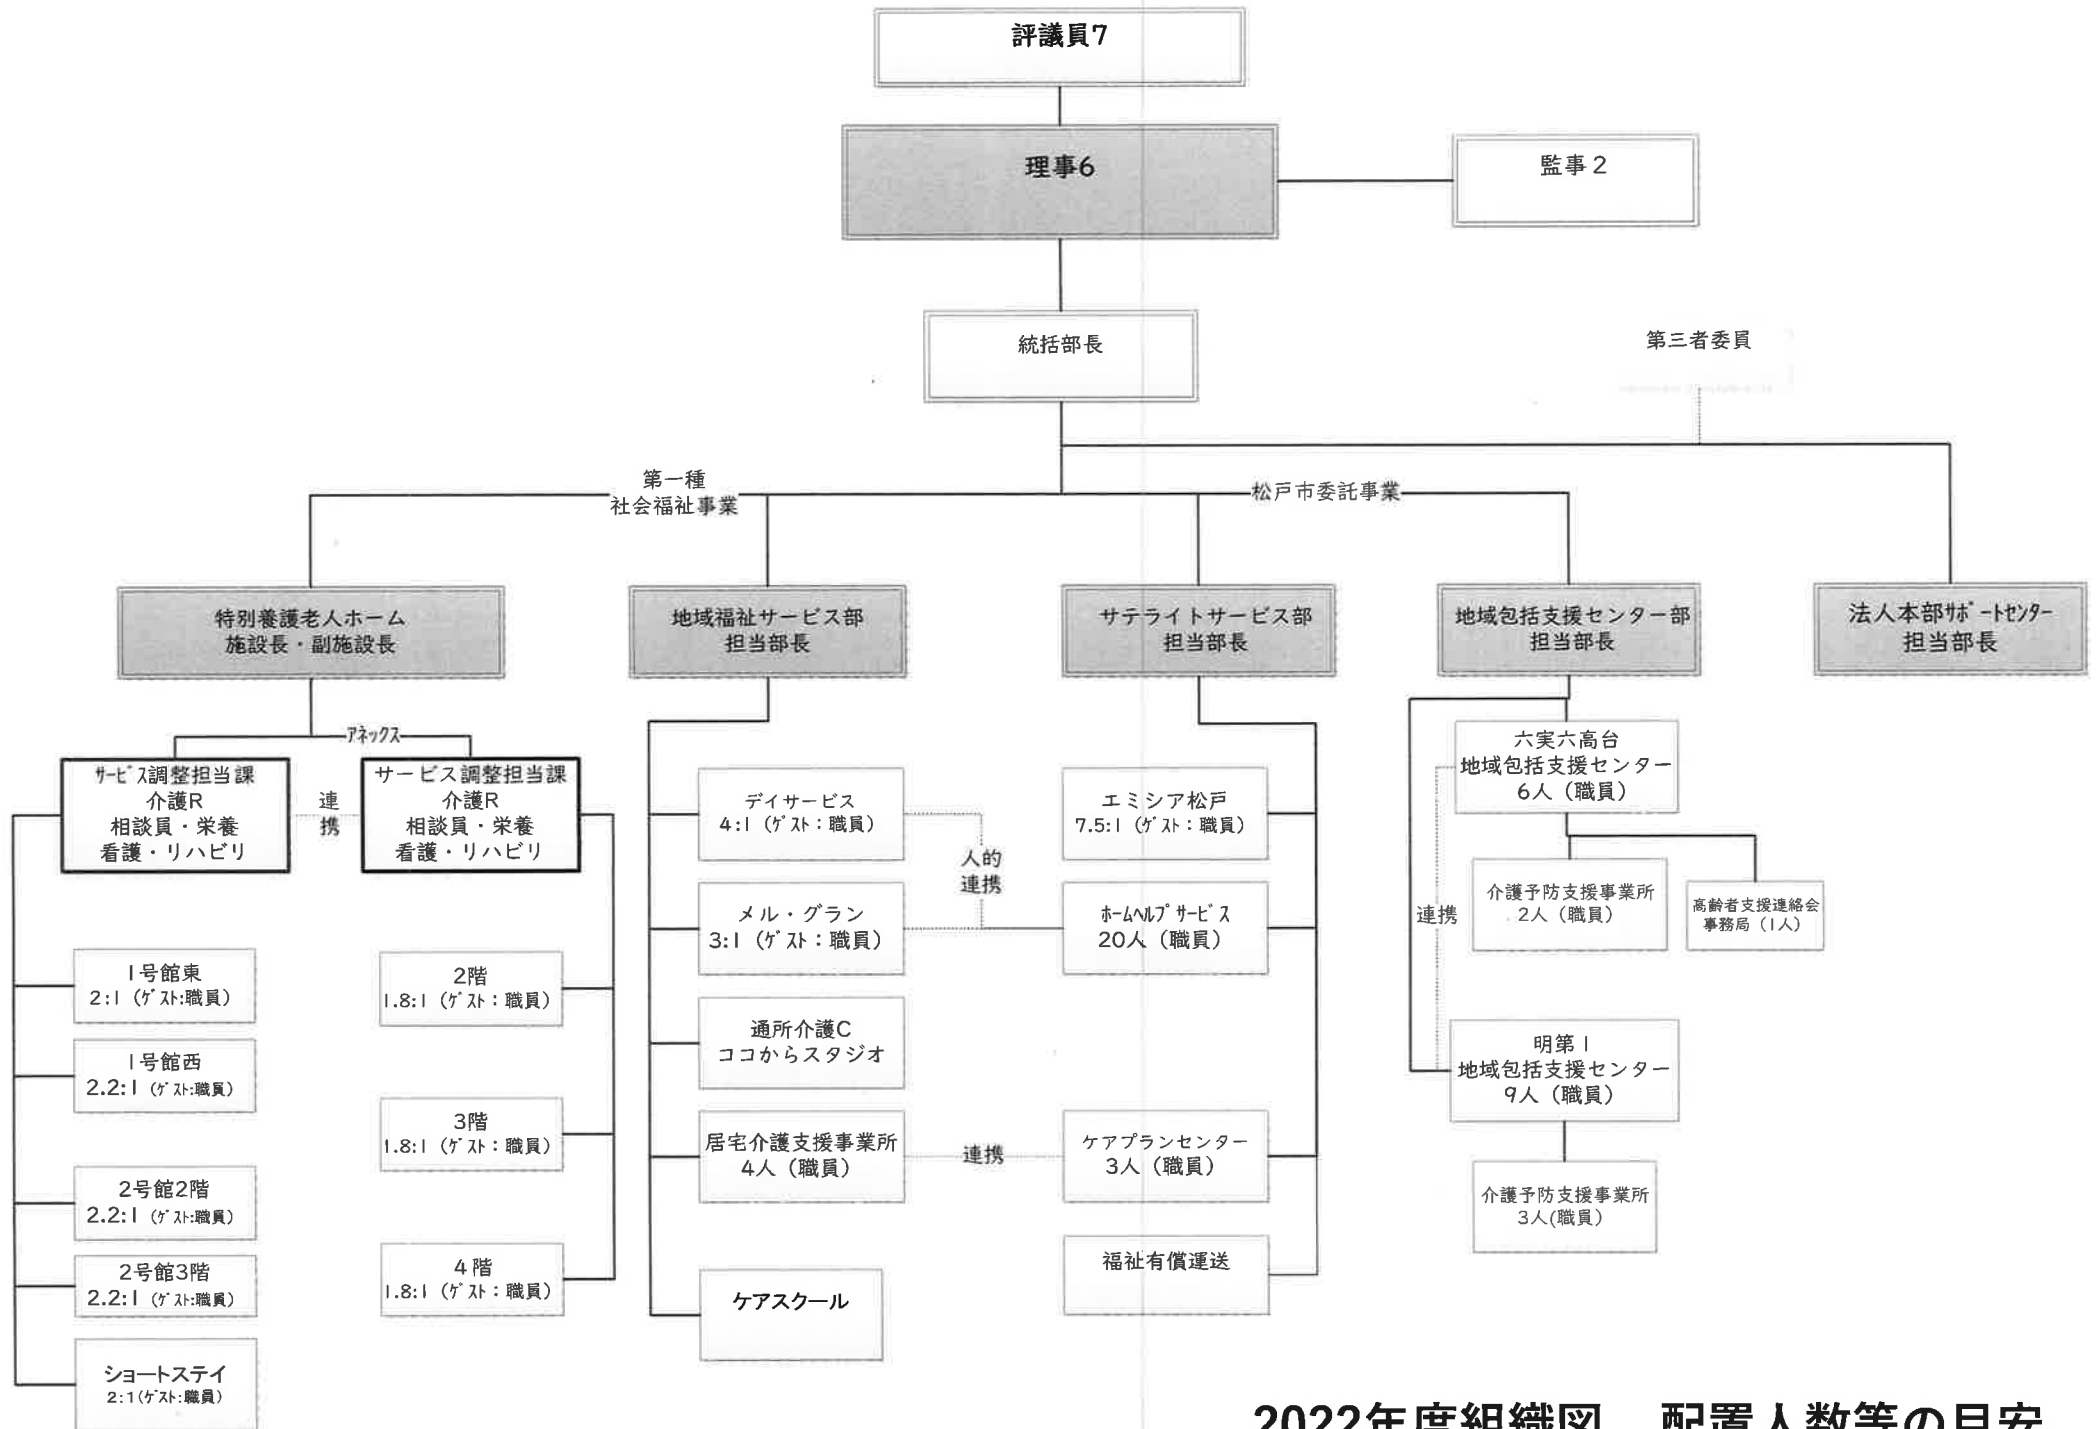 評議員7
理事6
監事2
統括部長
第三者委員
第一種
社会福祉事業
松戸市委託事業
特別養護老人ホーム
施設長・副施設長
地域福祉サービス部
担当部長
サテライトサービス部
担当部長
地域包括支援センター部
担当部長
法人本部ｻﾎﾟｰﾄｾﾝﾀｰ
担当部長
ｱﾈｯｸｽ
ｻｰﾋﾞｽ調整担当課
介護R
相談員・栄養
看護・リハビリ
連
携
サービス調整担当課
介護R
相談員・栄養
看護・リハビリ
1号館東
2:1（ｹﾞｽﾄ:職員）
1号館西
2.2:1（ｹﾞｽﾄ:職員）
2号館2階
2.2:1（ｹﾞｽﾄ:職員）
2号館3階
2.2:1（ｹﾞｽﾄ:職員）
ショートステイ
2:1(ｹﾞｽﾄ:職員）
2階
1.8:1（ｹﾞｽﾄ：職員）
3階
1.8:1（ｹﾞｽﾄ：職員）
4階
1.8:1（ｹﾞｽﾄ：職員）
デイサービス
4:1（ｹﾞｽﾄ：職員）
メル・グラン
3:1（ｹﾞｽﾄ：職員）
通所介護C
ココからスタジオ
居宅介護支援事業所
4人（職員）
ケアスクール
人的
連携
連携
エミシア松戸
7.5:1（ｹﾞｽﾄ：職員）
ﾎｰﾑﾍﾙﾌﾟｻｰﾋﾞｽ
20人（職員）
ケアプランセンター
3人（職員）
福祉有償運送
六実六高台
地域包括支援センター
6人（職員）
介護予防支援事業所
2人（職員）
高齢者支援連絡会
事務局（1人）
連携
明第1
地域包括支援センター
9人（職員）
介護予防支援事業所
3人(職員）
2022年度組織図　配置人数等の目安